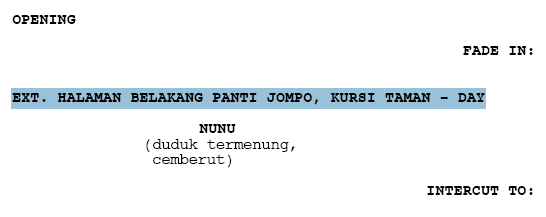 OPENING
FADE IN:
EXT. HALAMAN BELAKANG PANTI JOMPO, KURSI TAMAN – DAY
NUNU
(duduk termenung,
cemberut)
INTERCUT TO: